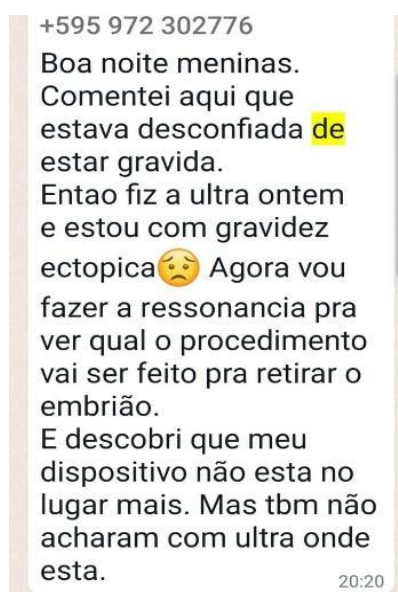 +595 972 302776
Boa noite meninas.
Comentei aqui que
estava desconfiada de
estar gravida.
Entao fiz a ultra ontem
e estou com gravidez
ectopica😟 Agora vou
fazer a ressonancia pra
ver qual o procedimento
vai ser feito pra retirar o
embrião.
E descobri que meu
dispositivo não esta no
lugar mais. Mas tbm não
acharam com ultra onde
esta.
20:20